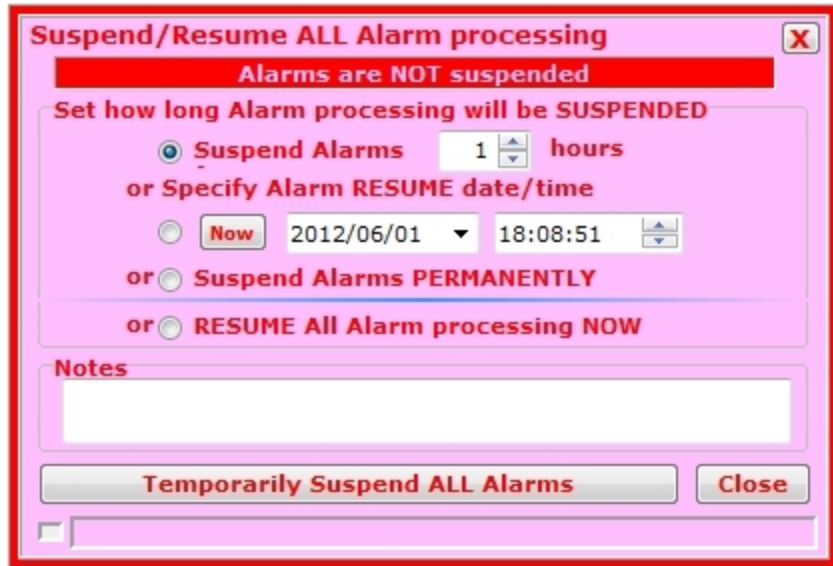 Suspend/Resume ALL Alarm processing X
Alarms are NOT suspended
Set how long Alarm processing will be SUSPENDED
Suspend Alarms 1 hours
or Specify Alarm RESUME date/time
Now 2012/06/01 18:08:51
or Suspend Alarms PERMANENTLY
or RESUME All Alarm processing NOW
Notes
Temporarily Suspend ALL Alarms Close